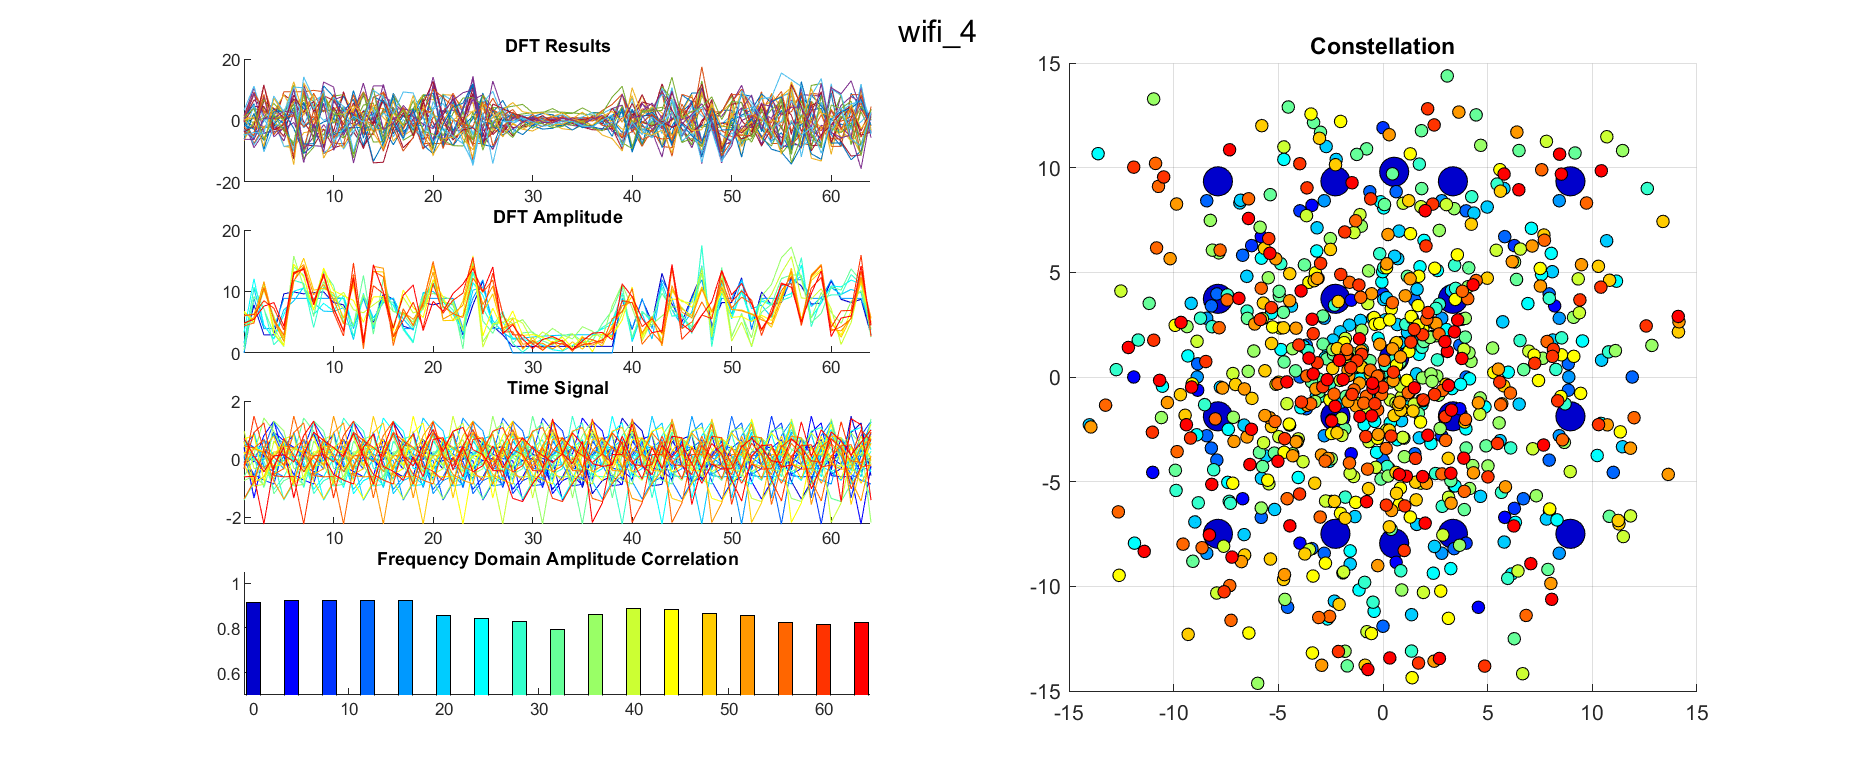 wifi_4
DFT Results
20
0
-20
10 20 30 40 50 60
DFT Amplitude
20
10
0
10 20 30 40 50 60
Time Signal
2
0
-2
10 20 30 40 50 60
Frequency Domain Amplitude Correlation
1
0.8
0.6
0 10 20 30 40 50 60
Constellation
15
10
5
0
-5
-10
-15
-15 -10 -5 0 5 10 15